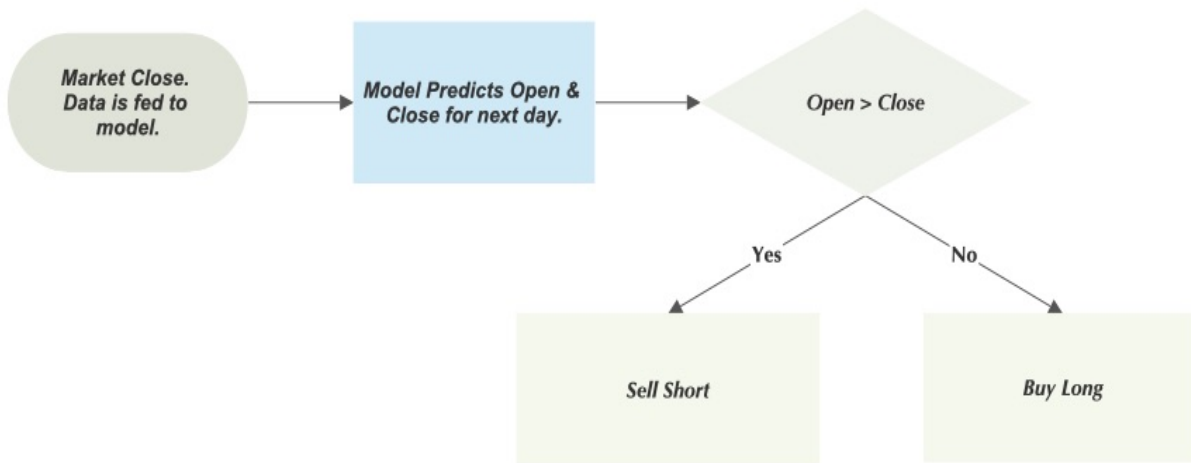 Market Close.
Data is fed to
model.
Model Predicts Open &
Close for next day.
Open > Close
Yes
No
Sell Short
Buy Long